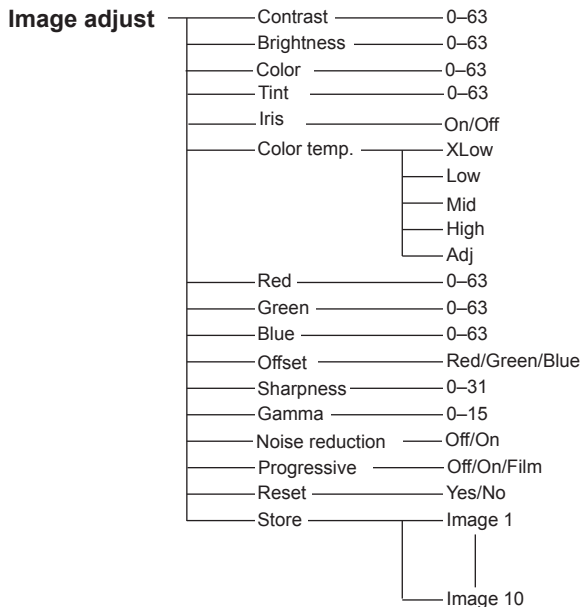 Image adjust Contrast 0–63
Brightness 0–63
Color 0–63
Tint 0–63
Iris On/Off
Color temp. XLow
Low
Mid
High
Adj
Red 0–63
Green 0–63
Blue 0–63
Offset Red/Green/Blue
Sharpness 0–31
Gamma 0–15
Noise reduction Off/On
Progressive Off/On/Film
Reset Yes/No
Store Image 1
Image 10